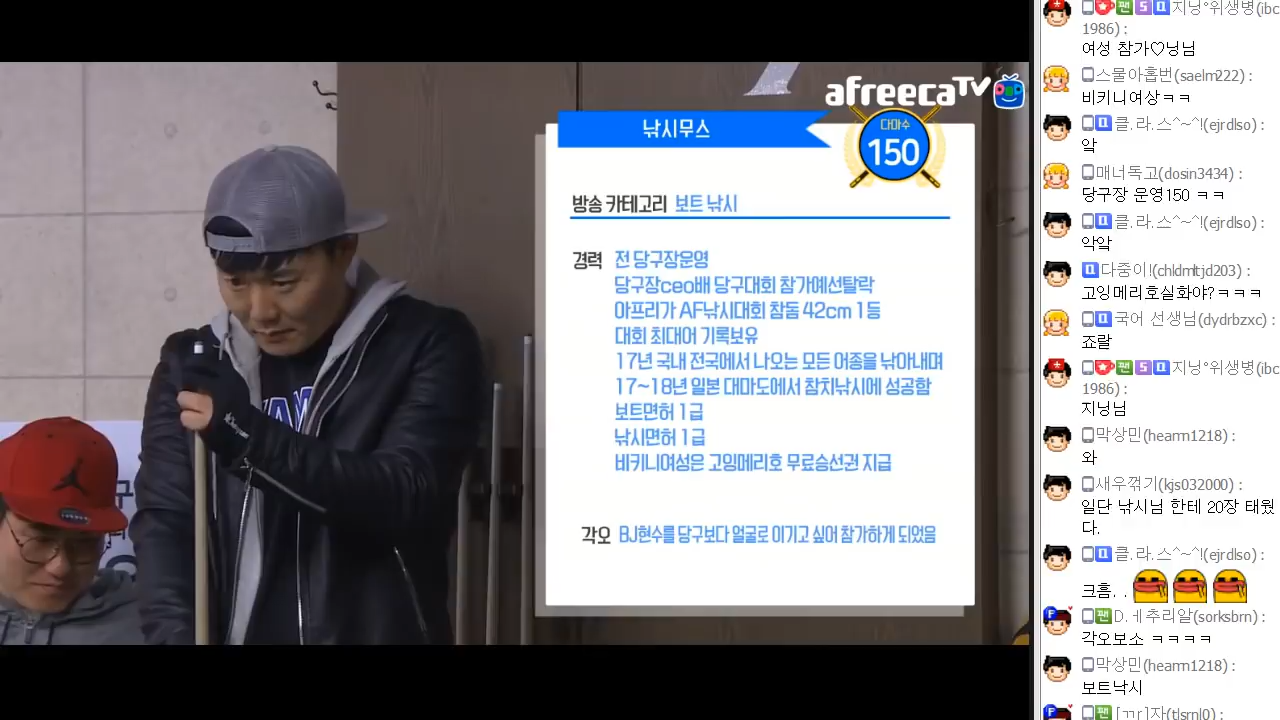 afreecaTV
낚시무스
다마수
150
방송 카테고리 보트 낚시
경력 전 당구장운영
당구장ceo배 당구대회 참가예선탈락
아프리가 AF낚시대회 참돔 42cm 1등
대회 최대어 기록보유
17년 국내 전국에서 나오는 모든 어종을 낚아내며
17~18년 일본 대마도에서 참치낚시에 성공함
보트면허 1급
낚시면허 1급
비키니여성은 고잉메리호 무료승선권 지급
각오 BJ현수를 당구보다 얼굴로 이기고 싶어 참가하게 되었음
구
팬 S Q 지닝°위생병(ibc
1986) :
여성 참가♡닝님
스물아홉번(saelm222) :
비키니여상ㅋㅋ
Q 클.라.스^~^!(ejrdlso) :
악
매너독고(dosin3434) :
당구장 운영150 ㅋㅋ
Q 클.라.스^~^!(ejrdlso) :
악앜
Q 다중이!(chldmltjd203) :
고잉메리호실화야?ㅋㅋㅋ
Q 국어 선생님(dydrbzxc) :
죠랄
팬 S Q 지닝°위생병(ibc
1986) :
지닝님
막상민(hearm1218) :
와
새우꺾기(kjs032000) :
일단 낚시님 한테 20장 태웠
다.
Q 클.라.스^~^!(ejrdlso) :
크흠. .
팬 D.ㅔ추리알(sorksbrn) :
각오보소 ㅋㅋㅋㅋ
막상민(hearm1218) :
보트낚시